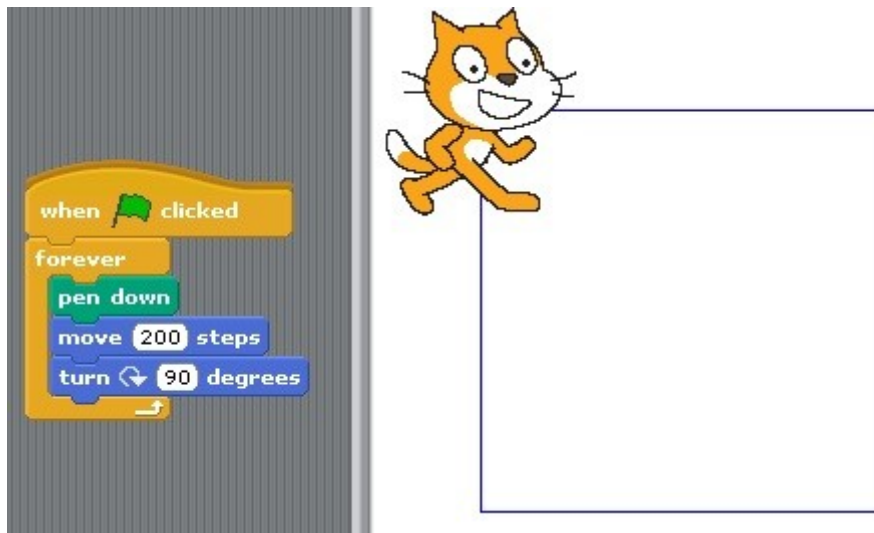 when clicked
forever
pen down
move 200 steps
turn 90 degrees